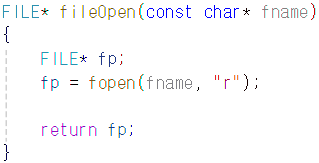 FILE* fileOpen(const char* fname)
{
    FILE* fp;
    fp = fopen(fname, "r");

    return fp;
}